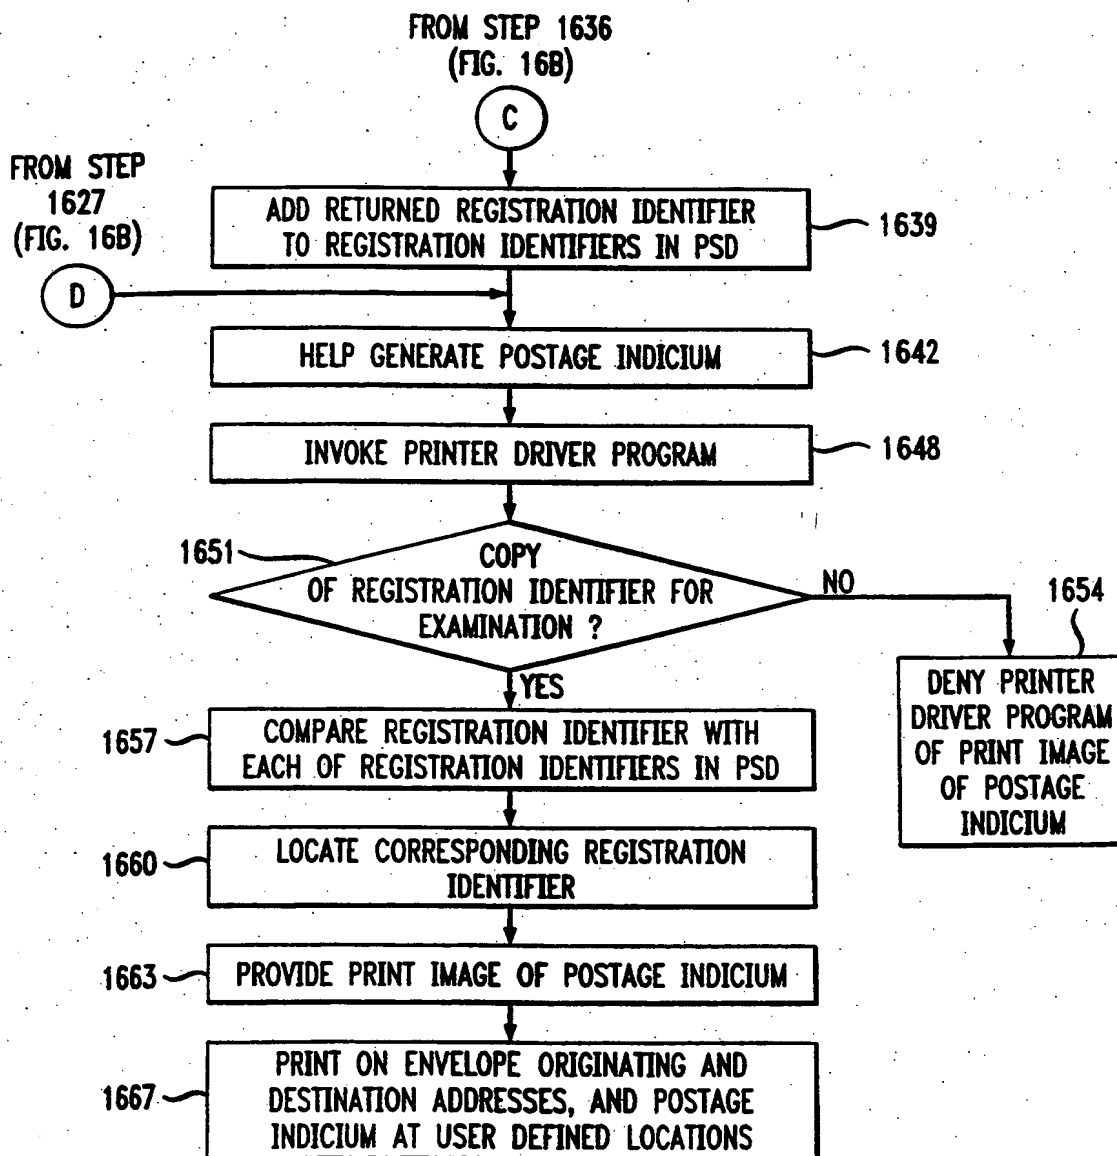 FROM STEP 1636
(FIG. 16B)
C
FROM STEP
1627
(FIG. 16B)
D
ADD RETURNED REGISTRATION IDENTIFIER
TO REGISTRATION IDENTIFIERS IN PSD
1639
HELP GENERATE POSTAGE INDICIUM
1642
INVOKE PRINTER DRIVER PROGRAM
1648
1651
COPY
OF REGISTRATION IDENTIFIER FOR
EXAMINATION ?
NO
1654
DENY PRINTER
DRIVER PROGRAM
OF PRINT IMAGE
OF POSTAGE
INDICIUM
YES
1657
COMPARE REGISTRATION IDENTIFIER WITH
EACH OF REGISTRATION IDENTIFIERS IN PSD
1660
LOCATE CORRESPONDING REGISTRATION
IDENTIFIER
1663
PROVIDE PRINT IMAGE OF POSTAGE INDICIUM
1667
PRINT ON ENVELOPE ORIGINATING AND
DESTINATION ADDRESSES, AND POSTAGE
INDICIUM AT USER DEFINED LOCATIONS